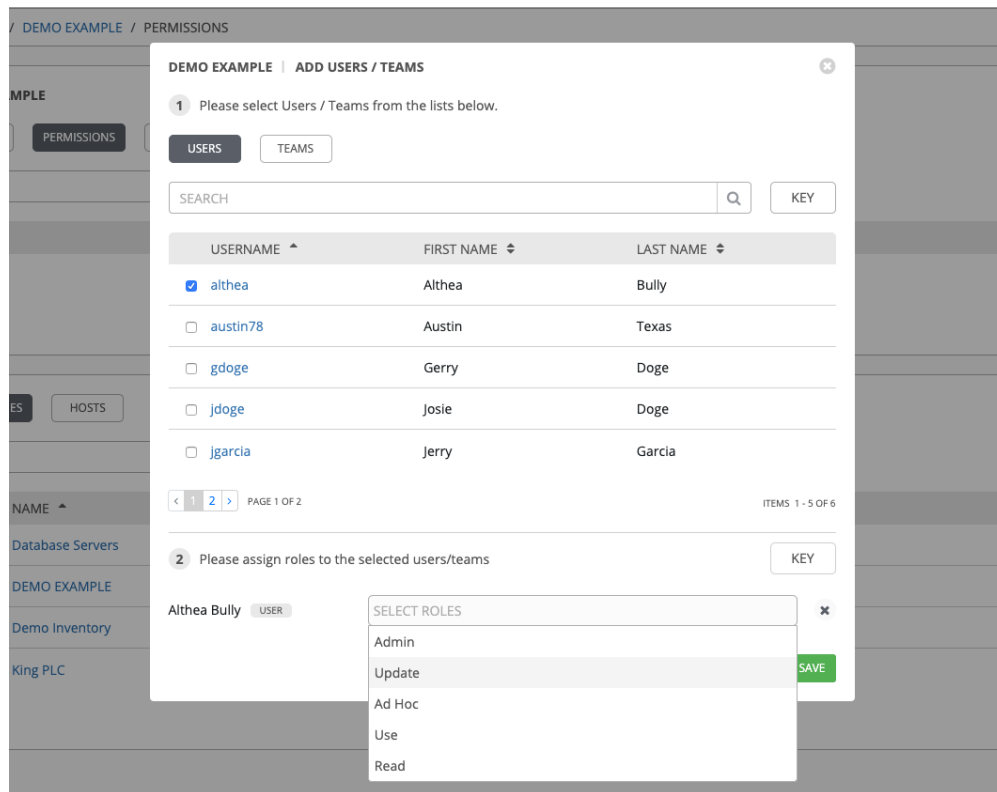 / DEMO EXAMPLE / PERMISSIONS
DEMO EXAMPLE | ADD USERS / TEAMS
1 Please select Users / Teams from the lists below.
PERMISSIONS
USERS TEAMS
SEARCH KEY
USERNAME FIRST NAME LAST NAME
althea Althea Bully
austin78 Austin Texas
gdoge Gerry Doge
jdoge Josie Doge
HOSTS
jgarcia Jerry Garcia
< 1 2 > PAGE 1 OF 2 ITEMS 1 - 5 OF 6
NAME
Database Servers
2 Please assign roles to the selected users/teams KEY
DEMO EXAMPLE
Althea Bully USER SELECT ROLES
Demo Inventory
Admin
King PLC
Update SAVE
Ad Hoc
Use
Read